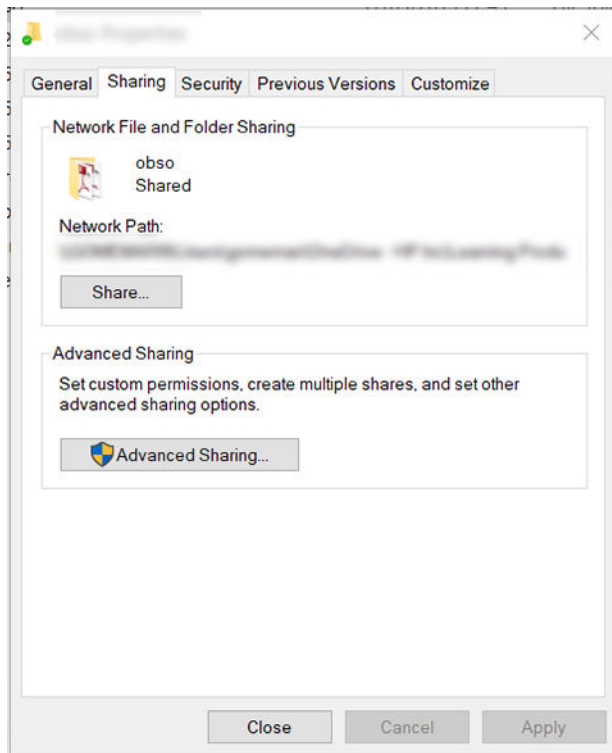 General
Sharing
Security
Previous Versions
Customize
Network File and Folder Sharing
obso
Shared
Network Path:
Share...
Advanced Sharing
Set custom permissions, create multiple shares, and set other
advanced sharing options.
Advanced Sharing...
Close
Cancel
Apply